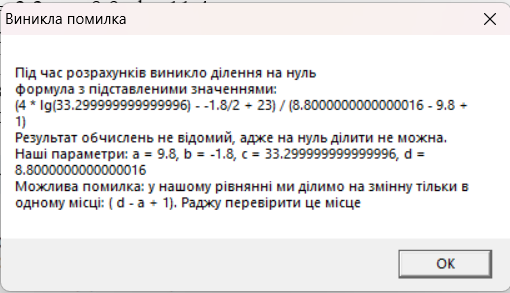 Виникла помилка
Під час розрахунків виникло ділення на нуль
формула з підставленими значеннями:
(4 * lg(33.299999999999996) - -1.8/2 + 23) / (8.8000000000000016 - 9.8 +
1)
Результат обчислень не відомий, адже на нуль ділити не можна.
Наші параметри: a = 9.8, b = -1.8, c = 33.299999999999996, d =
8.8000000000000016
Можлива помилка: у нашому рівнянні ми ділимо на змінну тільки в
одному місці: ( d - a + 1). Раджу перевірити це місце
ОК